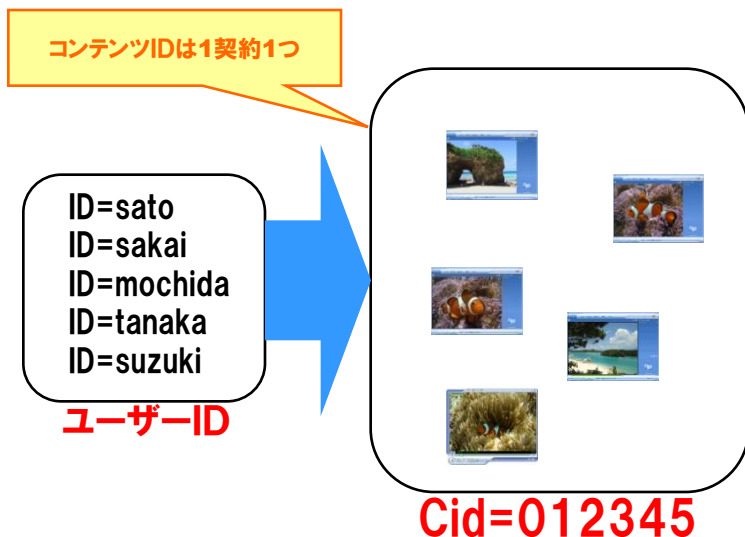 コンテンツIDは1契約1つ
ID=sato
ID=sakai
ID=mochida
ID=tanaka
ID=suzuki
ユーザーID
Cid=012345